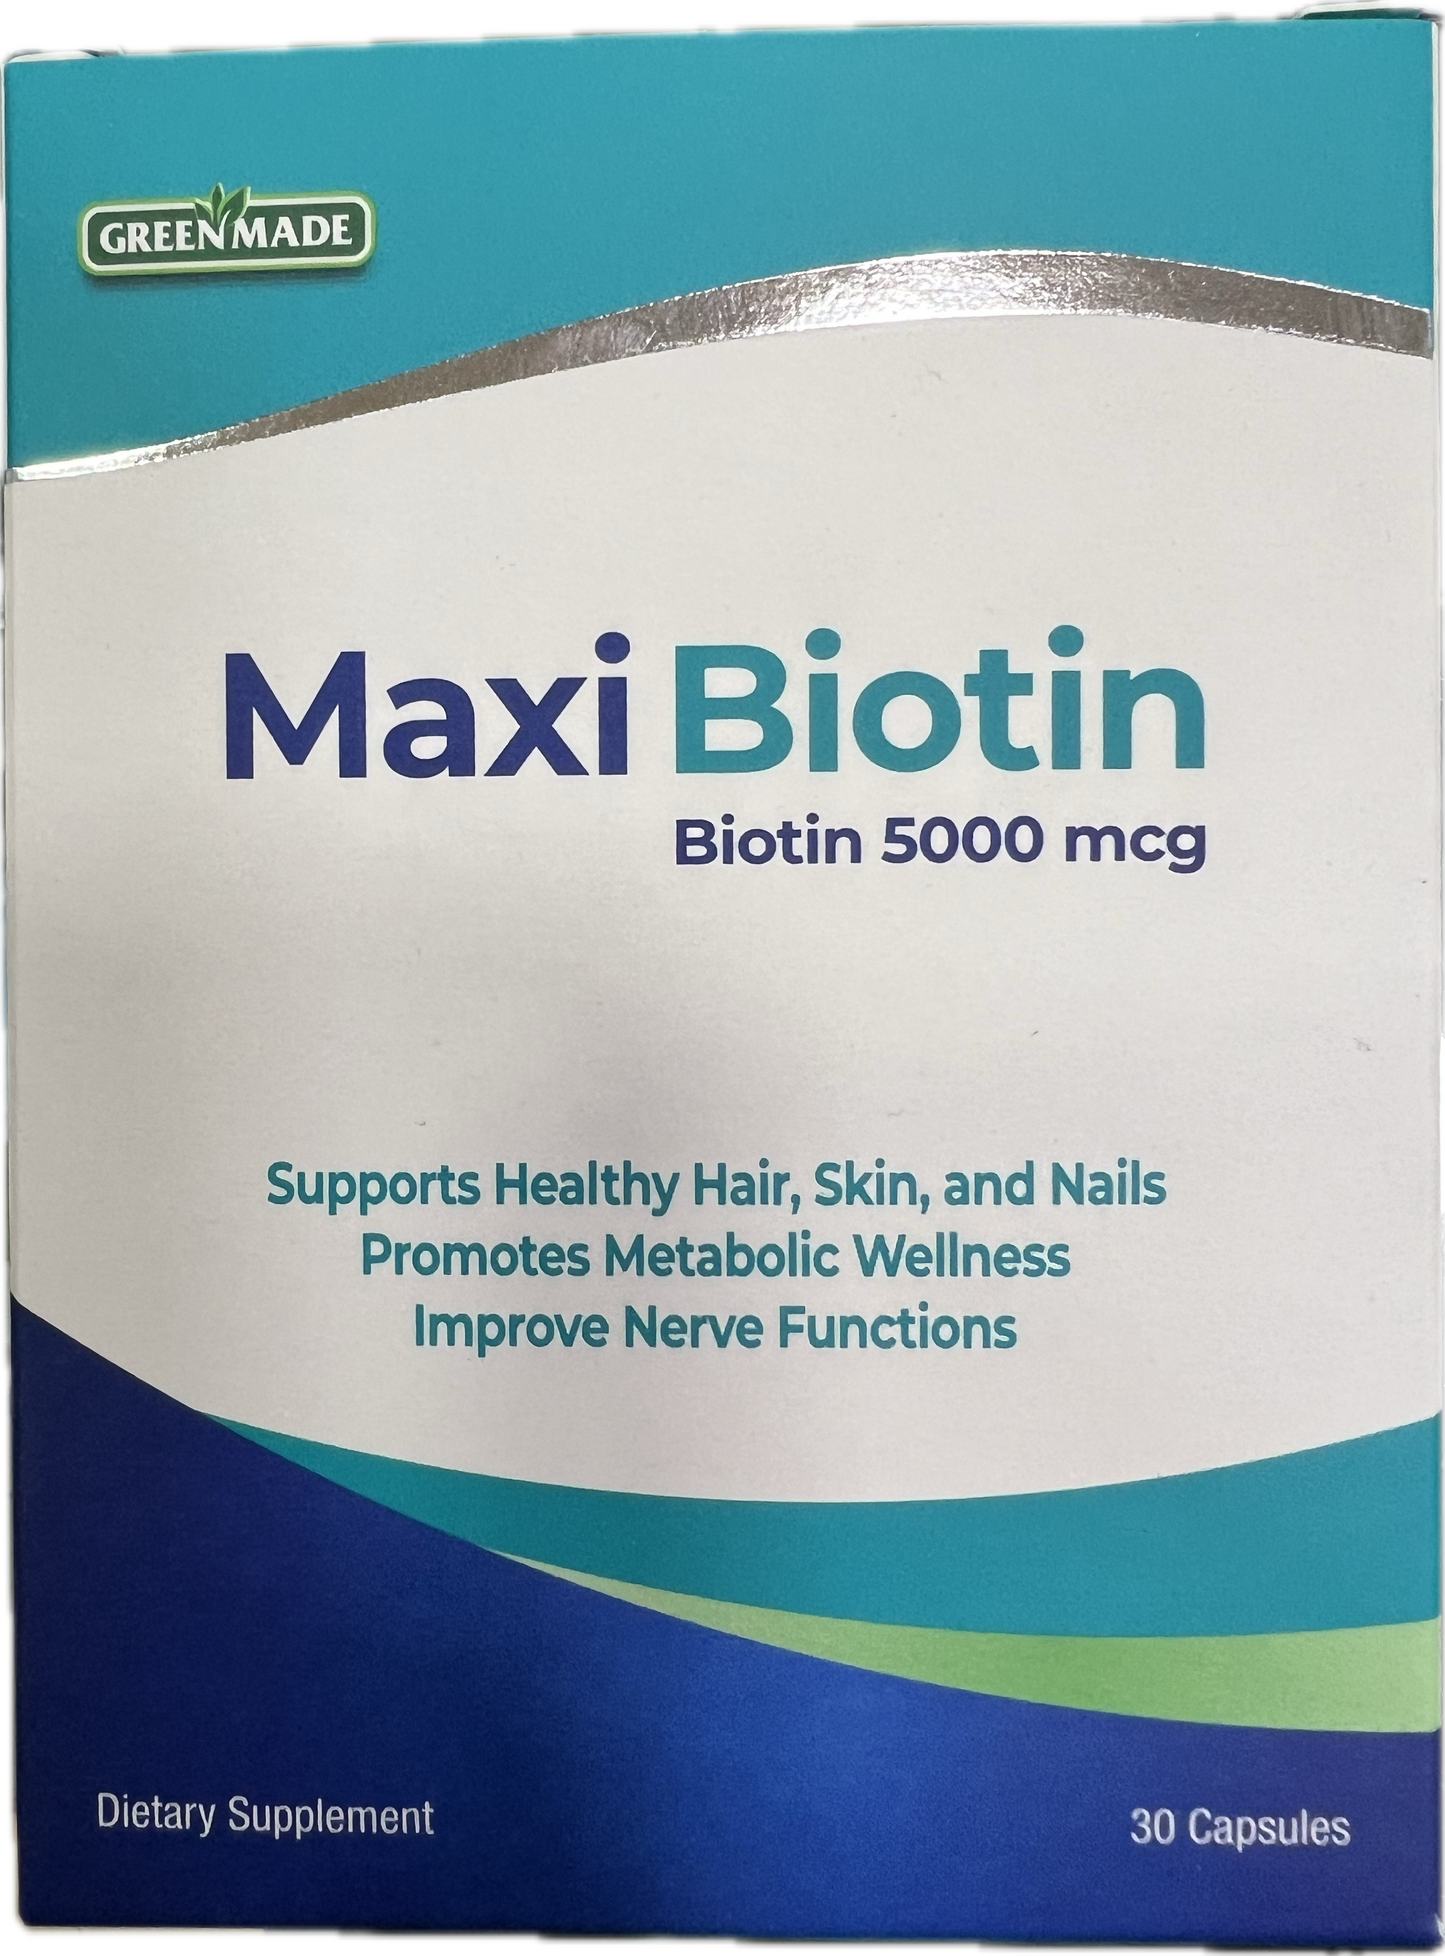 GREENMADE
Maxi Biotin
Biotin 5000 mcg
Supports Healthy Hair, Skin, and Nails
Promotes Metabolic Wellness
Improve Nerve Functions
Dietary Supplement
30 Capsules